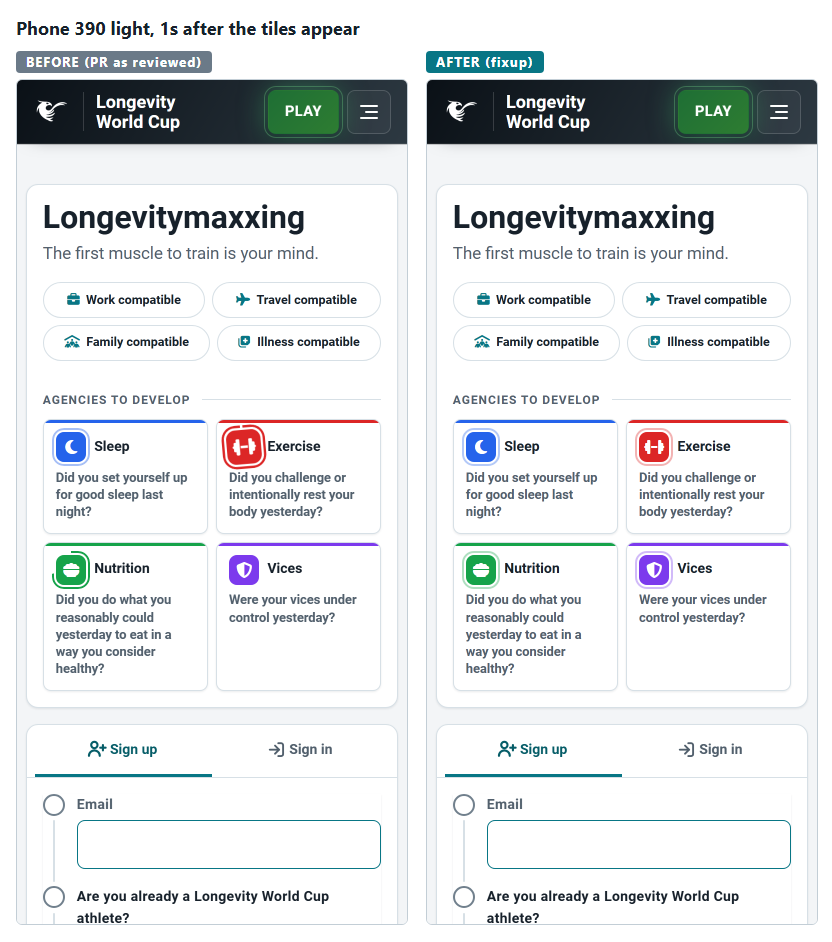 Phone 390 light, 1s after the tiles appear
BEFORE (PR as reviewed)
Longevity
World Cup
PLAY
Longevitymaxxing
The first muscle to train is your mind.
Work compatible
Travel compatible
Family compatible
Illness compatible
AGENCIES TO DEVELOP
Sleep
Did you set yourself up
for good sleep last
night?
Exercise
Did you challenge or
intentionally rest your
body yesterday?
Nutrition
Did you do what you
reasonably could
yesterday to eat in a
way you consider
healthy?
Vices
Were your vices under
control yesterday?
Sign up
Sign in
Email
Are you already a Longevity World Cup
athlete?
AFTER (fixup)
Longevity
World Cup
PLAY
Longevitymaxxing
The first muscle to train is your mind.
Work compatible
Travel compatible
Family compatible
Illness compatible
AGENCIES TO DEVELOP
Sleep
Did you set yourself up
for good sleep last
night?
Exercise
Did you challenge or
intentionally rest your
body yesterday?
Nutrition
Did you do what you
reasonably could
yesterday to eat in a
way you consider
healthy?
Vices
Were your vices under
control yesterday?
Sign up
Sign in
Email
Are you already a Longevity World Cup
athlete?